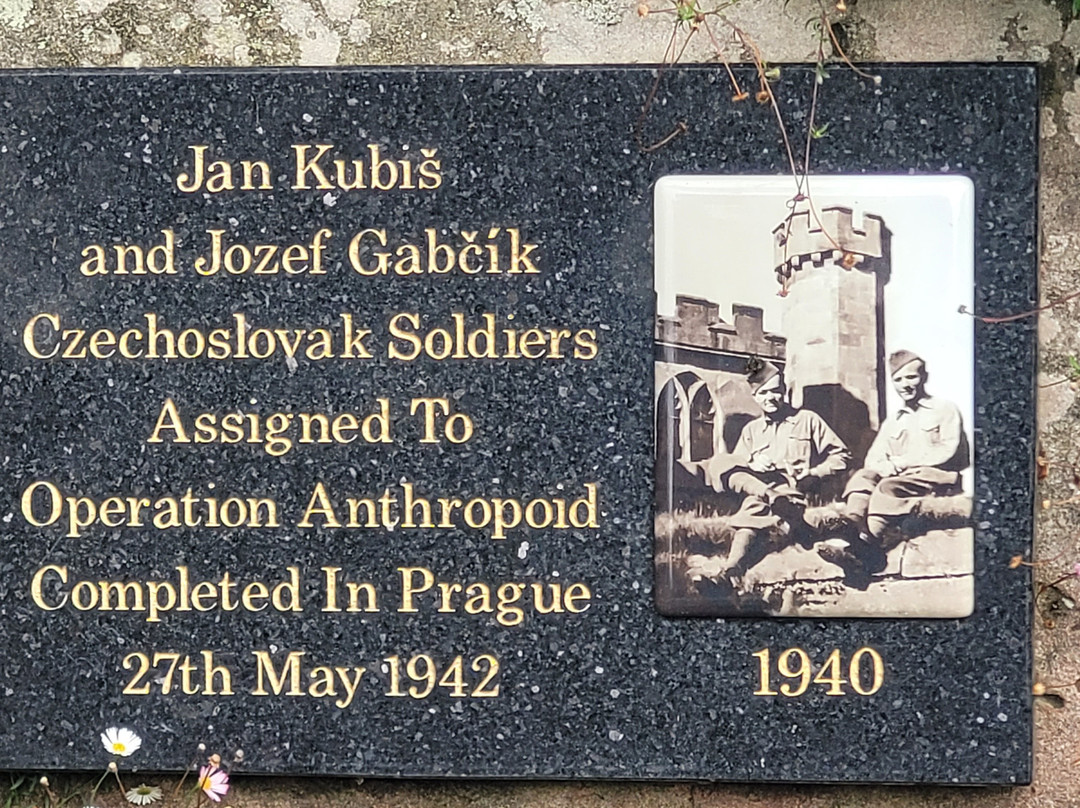 Jan Kubiš
and Jozef Gabčík
Czechoslovak Soldiers
Assigned To
Operation Anthropoid
Completed In Prague
27th May 1942
1940